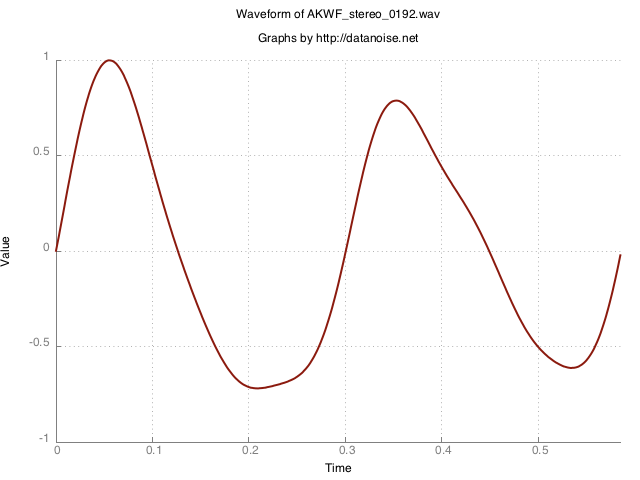 Waveform of AKWF_stereo_0192.wav
Graphs by http://datanoise.net
1
0.5
0
-0.5
-1
Value
0
0.1
0.2
0.3
0.4
0.5
Time